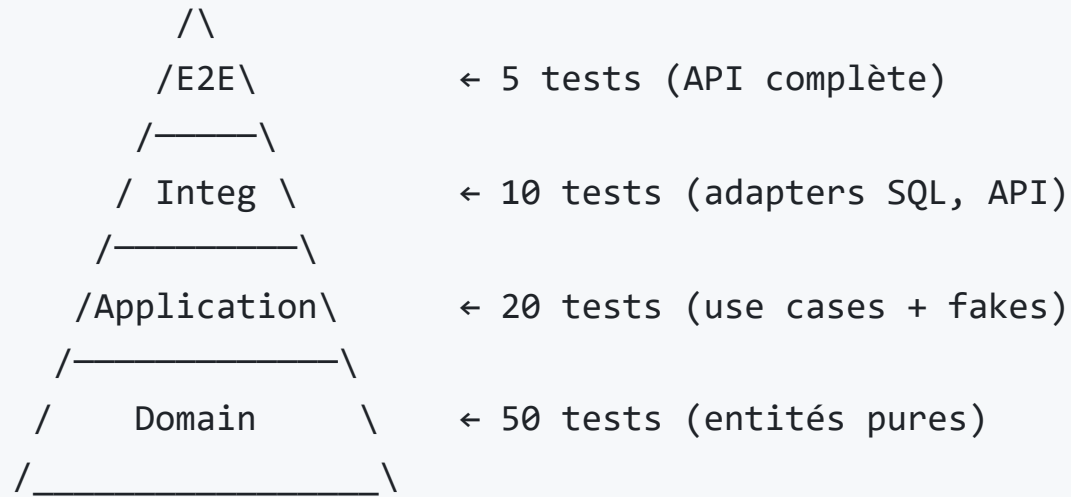 /\
/E2E\ ← 5 tests (API complète)
/─────\
/ Integ \ ← 10 tests (adapters SQL, API)
/─────────\
/Application\ ← 20 tests (use cases + fakes)
/─────────────\
/ Domain \ ← 50 tests (entités pures)
/_________________\